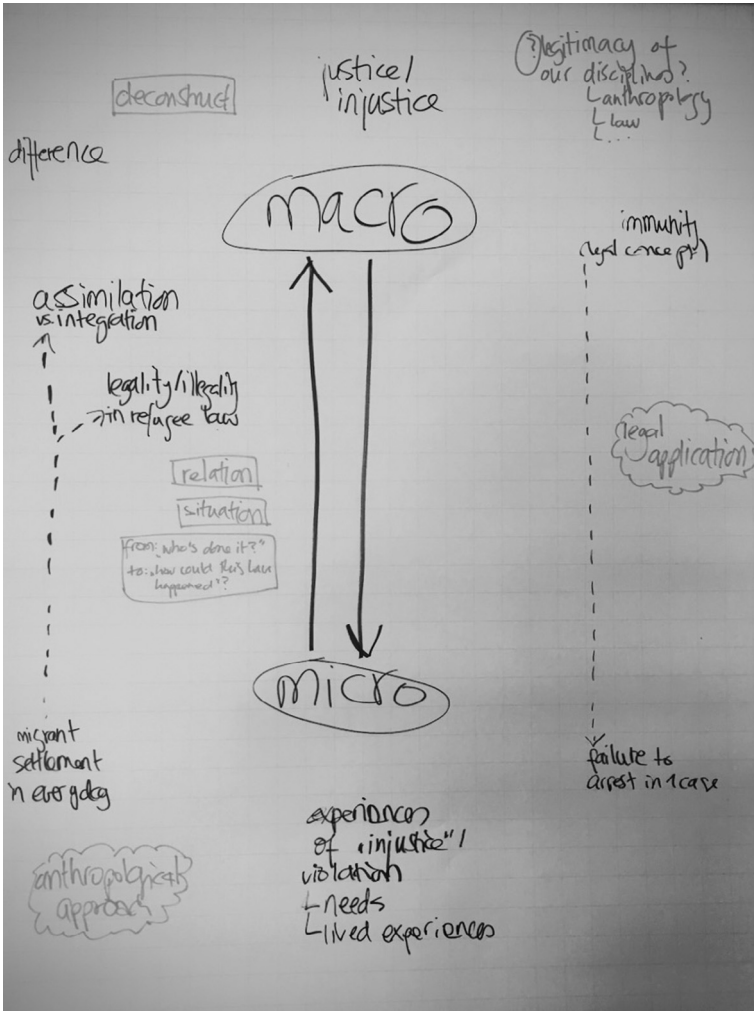 deconstruct
justice/
injustice
(?)legitimacy of
our disciplines?
anthropology
law
...
difference
macro
immunity
(legal concept)
assimilation
vs. integration
legality/illegality
in refugee law
legal
application
relation
situation
from: „who's done it?"
to: „how could this have
happened"?
micro
migrant
settlement
in everyday
failure to
arrest in 1 case
experiences
of „injustice"/
violation
needs
lived experiences
anthropological
approach